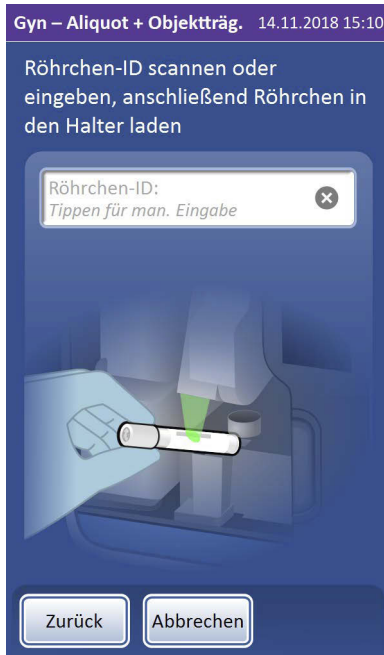 Gyn – Aliquot + Objektträg. 14.11.2018 15:10
Röhrchen-ID scannen oder
eingeben, anschließend Röhrchen in
den Halter laden
Röhrchen-ID:
Tippen für man. Eingabe
Zurück Abbrechen